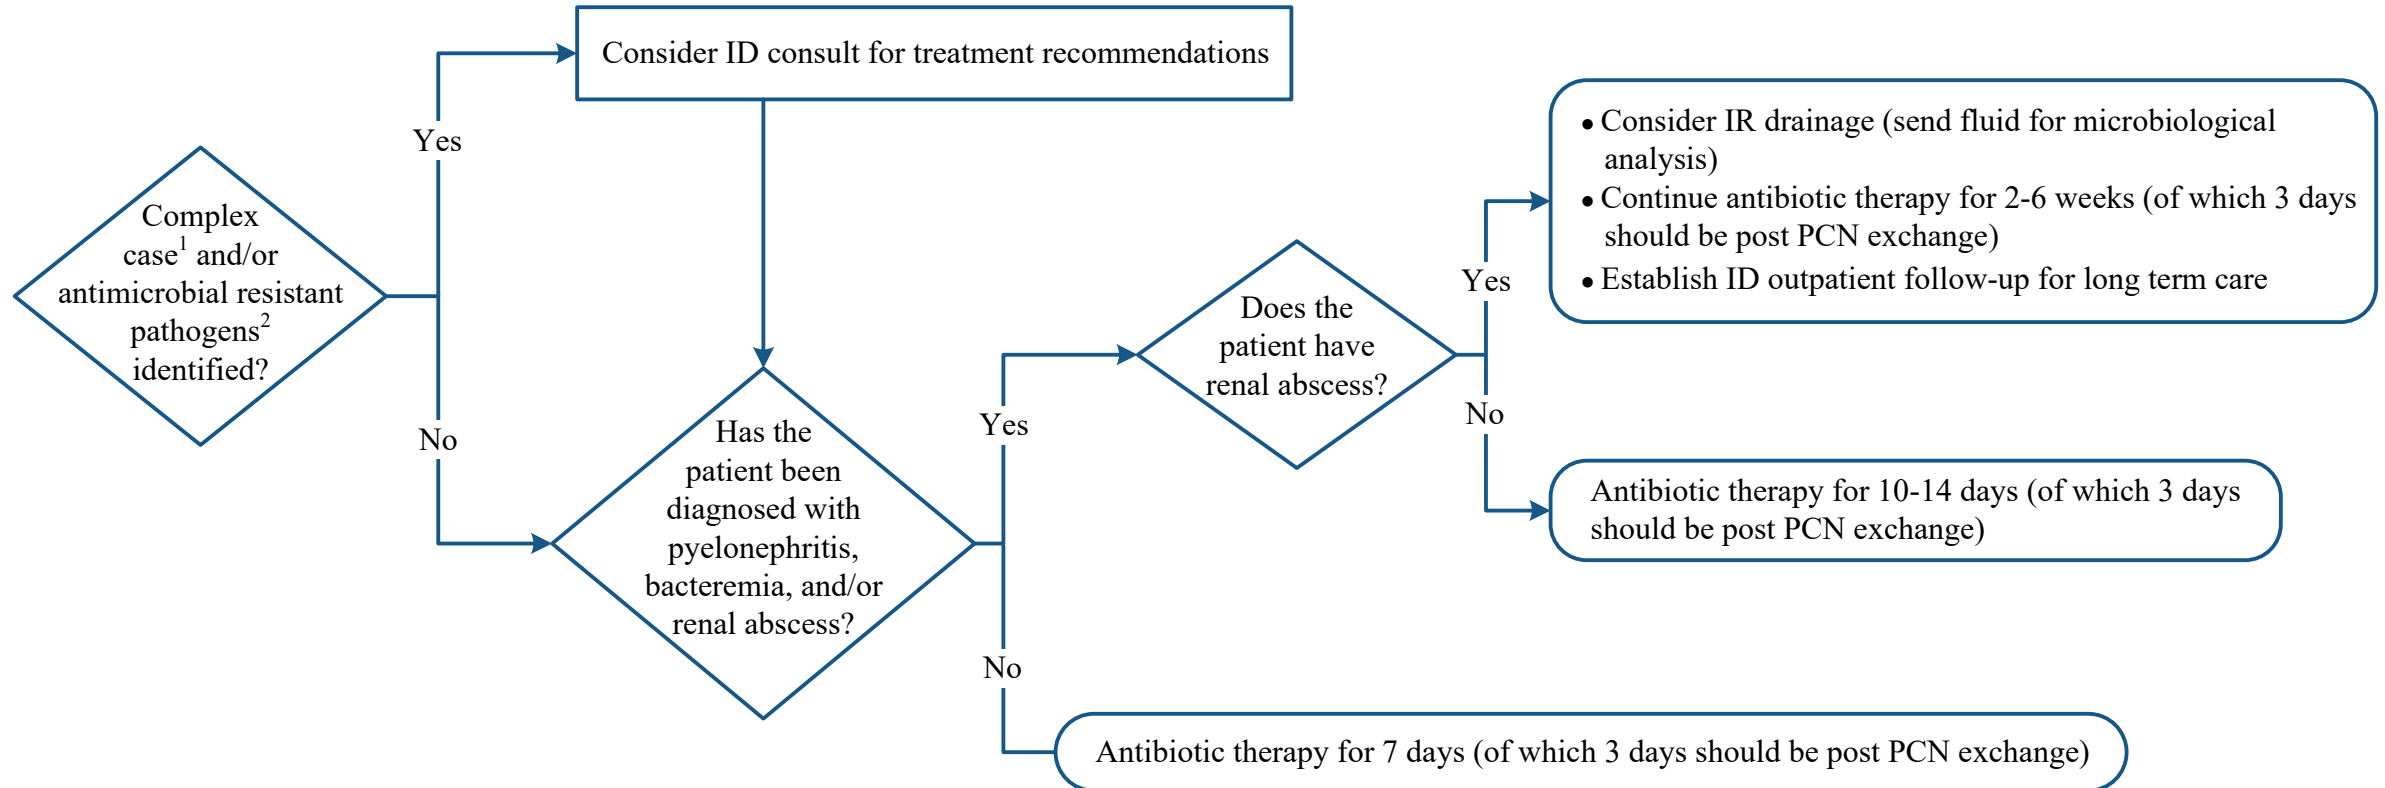 Consider ID consult for treatment recommendations
Yes
Complex
case¹ and/or
antimicrobial resistant
pathogens²
identified?
No
Has the
patient been
diagnosed with
pyelonephritis,
bacteremia, and/or
renal abscess?
Yes
No
Does the
patient have
renal abscess?
Yes
No
• Consider IR drainage (send fluid for microbiological
analysis)
• Continue antibiotic therapy for 2-6 weeks (of which 3 days
should be post PCN exchange)
• Establish ID outpatient follow-up for long term care
Antibiotic therapy for 10-14 days (of which 3 days
should be post PCN exchange)
Antibiotic therapy for 7 days (of which 3 days should be post PCN exchange)